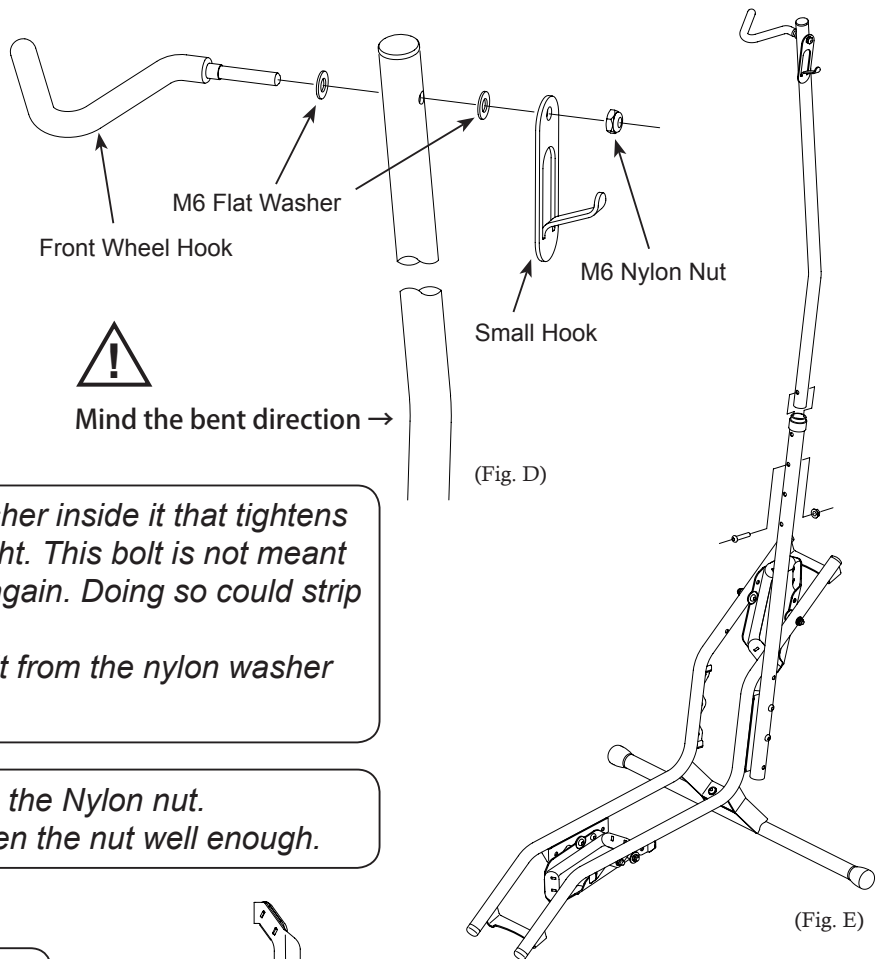 M6 Flat Washer
Front Wheel Hook
M6 Nylon Nut
Small Hook
!
Mind the bent direction →
(Fig. D)
her inside it that tightens
ht. This bolt is not meant
gain. Doing so could strip
t from the nylon washer
the Nylon nut.
en the nut well enough.
(Fig. E)